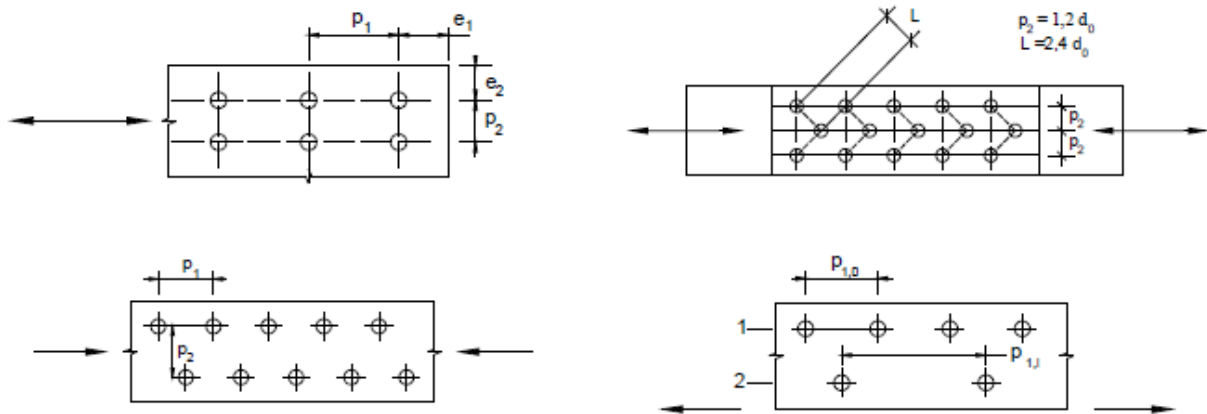 p₁
e₁
e₂
p₂
L
p₂ = 1,2 d₀
L =2,4 d₀
p₂
p₂
p₁
p₂
p₁,₀
1
p₁,ᵢ
2